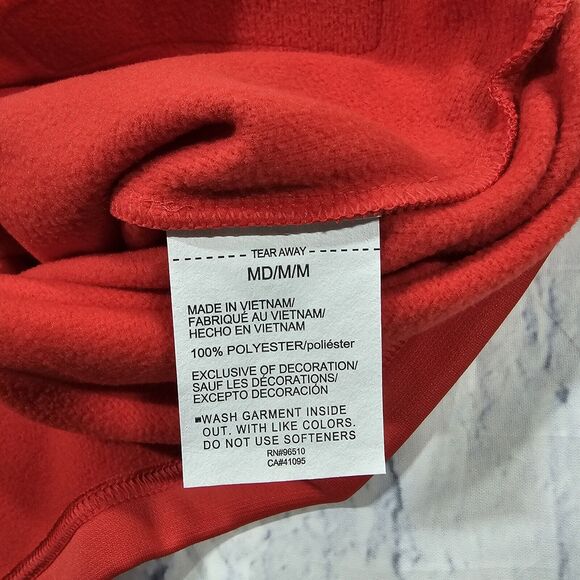 TEAR AWAY
MD/M/M
MADE IN VIETNAM/
FABRIQUÉ AU VIETNAM/
HECHO EN VIETNAM
100% POLYESTER/poliéster
EXCLUSIVE OF DECORATION/
SAUF LES DÉCORATIONS/
EXCEPTO DECORACIÓN
WASH GARMENT INSIDE
OUT, WITH LIKE COLORS.
DO NOT USE SOFTENERS
RN#96510
CA#41095